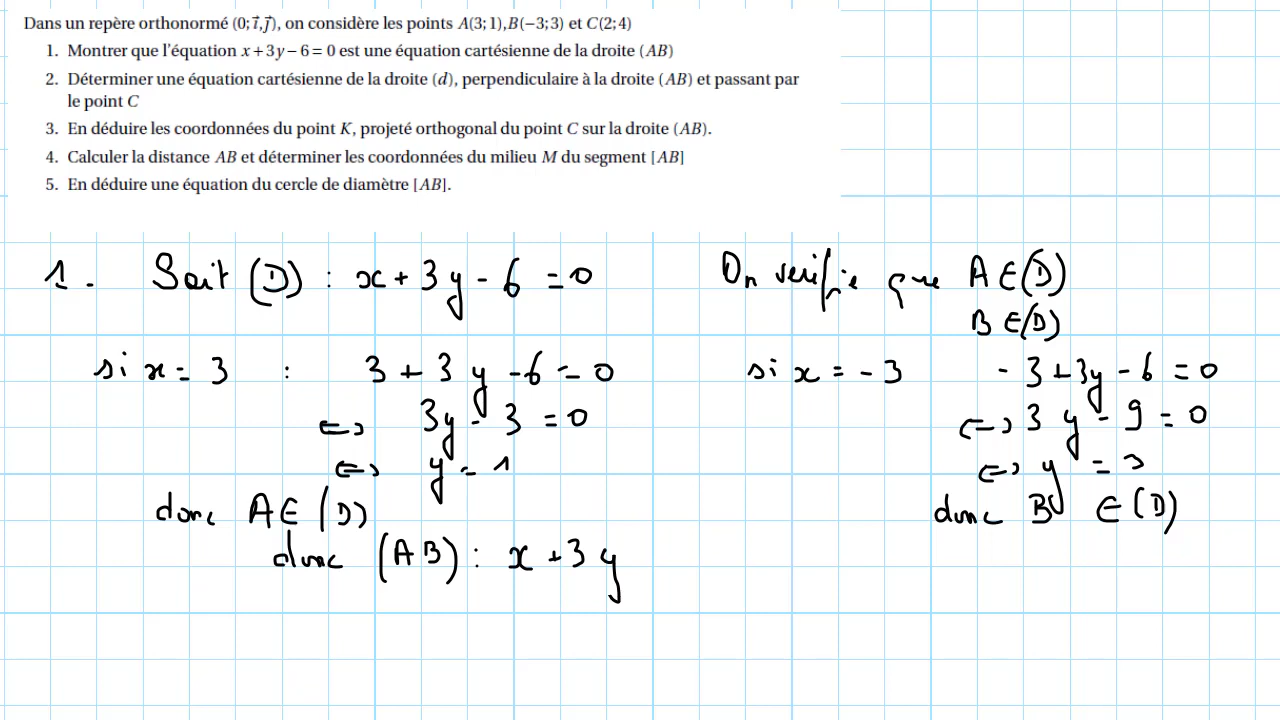 Dans un repère orthonormé (0; i⃗, j⃗), on considère les points A(3; 1), B(−3; 3) et C(2; 4)
1. Montrer que l'équation x + 3y − 6 = 0 est une équation cartésienne de la droite (AB)
2. Déterminer une équation cartésienne de la droite (d), perpendiculaire à la droite (AB) et passant par
le point C
3. En déduire les coordonnées du point K, projeté orthogonal du point C sur la droite (AB).
4. Calculer la distance AB et déterminer les coordonnées du milieu M du segment [AB]
5. En déduire une équation du cercle de diamètre [AB].
1. Soit (D) : x + 3y - 6 = 0
si x = 3 : 3 + 3y - 6 = 0
⇔ 3y - 3 = 0
⇔ y = 1
donc A ∈ (D)
On verifie que A ∈ (D)
B ∈ (D)
si x = -3 -3 + 3y - 6 = 0
⇔ 3y - 9 = 0
⇔ y = 3
donc B ∈ (D)
donc (AB) : x + 3y